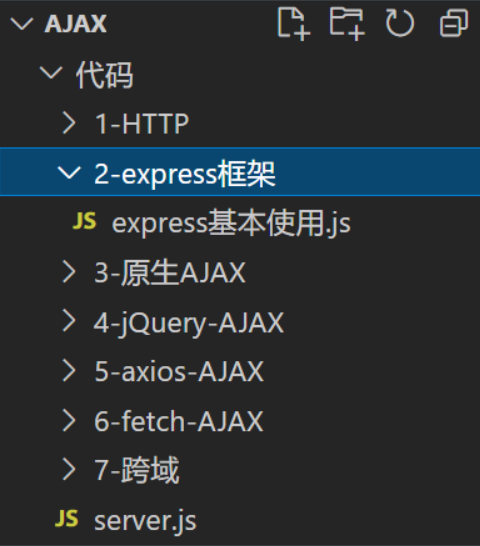 AJAX
代码
1-HTTP
2-express框架
JS express基本使用.js
3-原生AJAX
4-jQuery-AJAX
5-axios-AJAX
6-fetch-AJAX
7-跨域
JS server.js